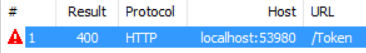 # Result Protocol Host URL
1 400 HTTP localhost:53980 /Token